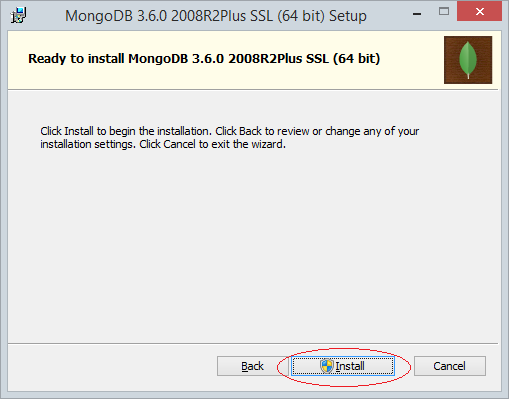 MongoDB 3.6.0 2008R2Plus SSL (64 bit) Setup
Ready to install MongoDB 3.6.0 2008R2Plus SSL (64 bit)
Click Install to begin the installation. Click Back to review or change any of your
installation settings. Click Cancel to exit the wizard.
Back Install Cancel